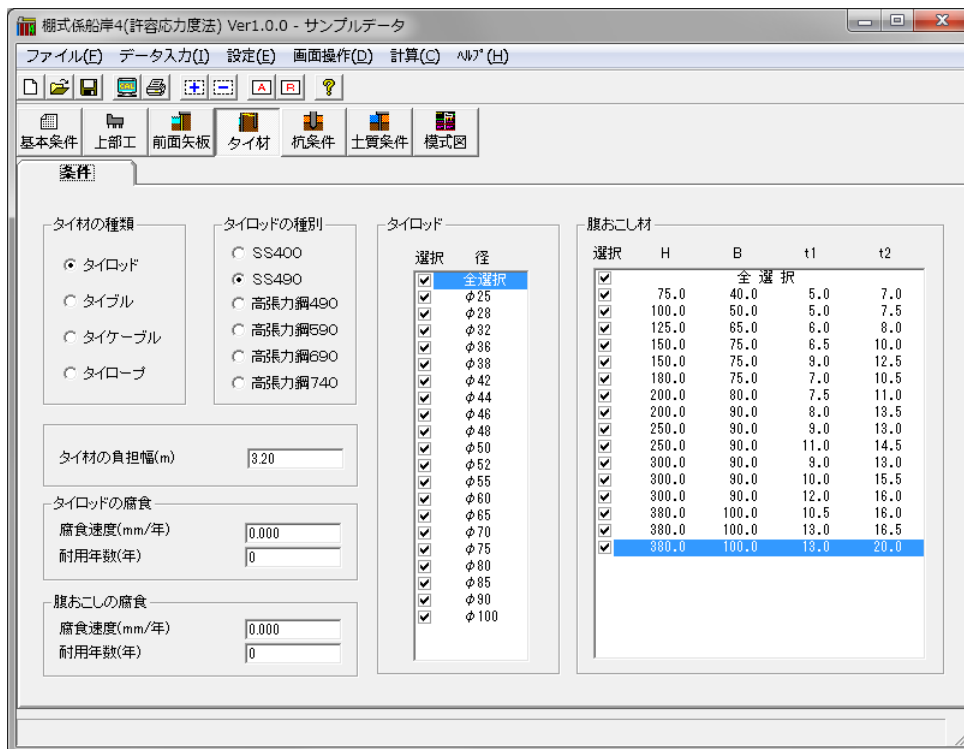 棚式係船岸4(許容応力度法) Ver1.0.0 - サンプルデータ
ファイル(F) データ入力(I) 設定(E) 画面操作(D) 計算(C) ヘルプ(H)
A R ?
基本条件 上部工 前面矢板 タイ材 杭条件 土質条件 模式図
条件
タイ材の種類
タイロッド
タイブル
タイケーブル
タイロープ
タイロッドの種別
SS400
SS490
高張力鋼490
高張力鋼590
高張力鋼690
高張力鋼740
タイ材の負担幅(m) 3.20
タイロッドの腐食
腐食速度(mm/年) 0.000
耐用年数(年) 0
腹おこしの腐食
腐食速度(mm/年) 0.000
耐用年数(年) 0
タイロッド
選択 径
全選択
φ25
φ28
φ32
φ36
φ38
φ42
φ44
φ46
φ48
φ50
φ52
φ55
φ60
φ65
φ70
φ75
φ80
φ85
φ90
φ100
腹おこし材
選択 H B t1 t2
全 選 択
75.0 40.0 5.0 7.0
100.0 50.0 5.0 7.5
125.0 65.0 6.0 8.0
150.0 75.0 6.5 10.0
150.0 75.0 9.0 12.5
180.0 75.0 7.0 10.5
200.0 80.0 7.5 11.0
200.0 90.0 8.0 13.5
250.0 90.0 9.0 13.0
250.0 90.0 11.0 14.5
300.0 90.0 9.0 13.0
300.0 90.0 10.0 15.5
300.0 90.0 12.0 16.0
380.0 100.0 10.5 16.0
380.0 100.0 13.0 16.5
380.0 100.0 13.0 20.0